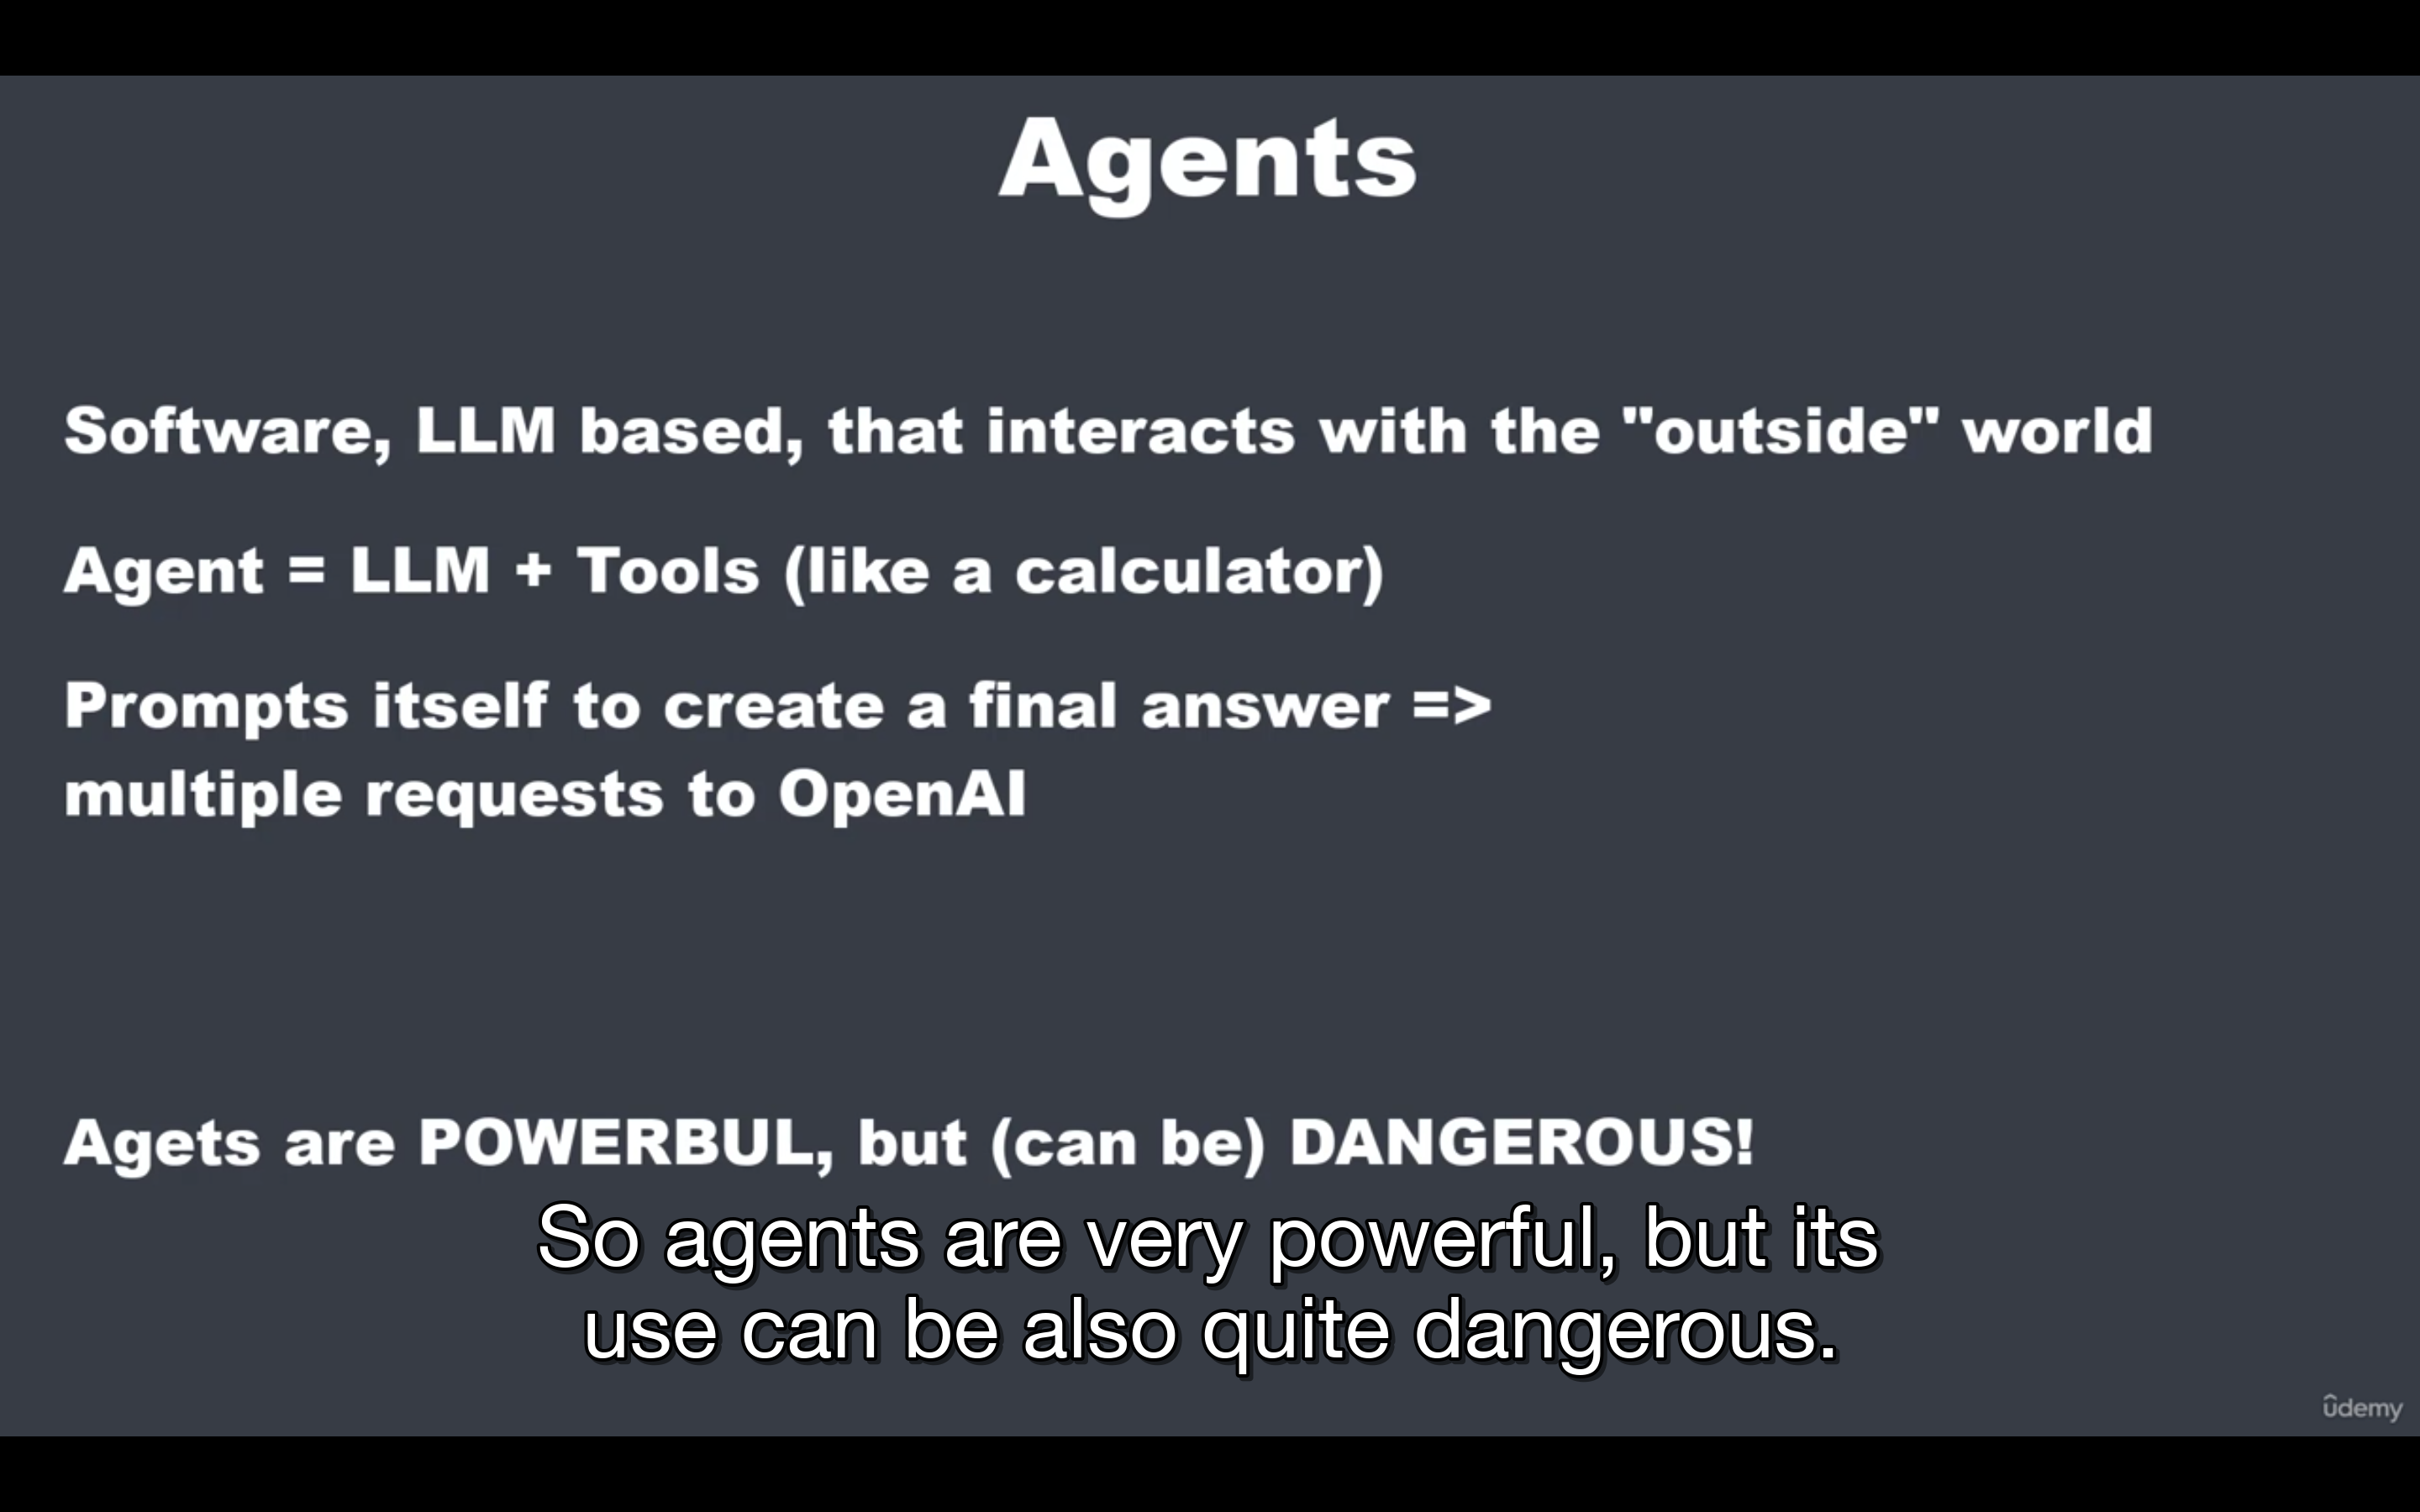 Agents
Software, LLM based, that interacts with the "outside" world
Agent = LLM + Tools (like a calculator)
Prompts itself to create a final answer =>
multiple requests to OpenAI
Agets are POWERBUL, but (can be) DANGEROUS!
So agents are very powerful, but its
use can be also quite dangerous.
ûdemy